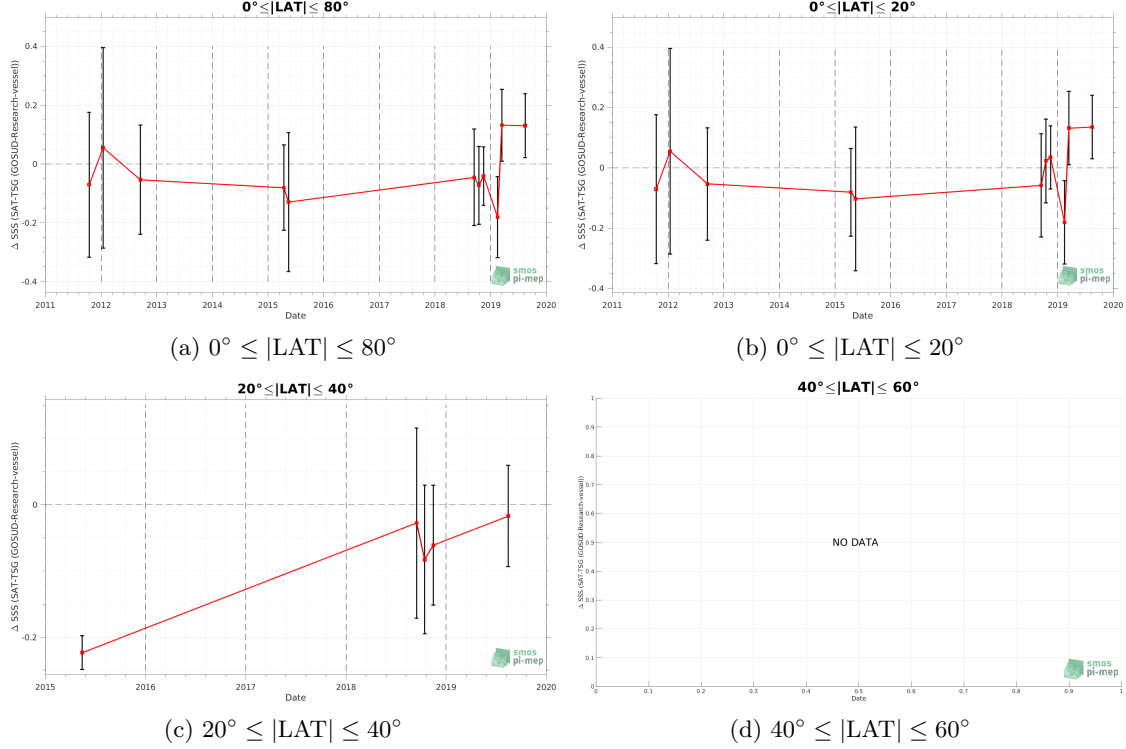 0°≤|LAT|≤ 80°
Δ SSS (SAT-TSG (GOSUD-Research-vessel))
0.4
0.2
0
-0.2
-0.4
2011 2012 2013 2014 2015 2016 2017 2018 2019 2020
Date
smos
pi-mep
(a) 0° ≤ |LAT| ≤ 80°
0°≤|LAT|≤ 20°
Δ SSS (SAT-TSG (GOSUD-Research-vessel))
0.4
0.2
0
-0.2
-0.4
2011 2012 2013 2014 2015 2016 2017 2018 2019 2020
Date
smos
pi-mep
(b) 0° ≤ |LAT| ≤ 20°
20°≤|LAT|≤ 40°
Δ SSS (SAT-TSG (GOSUD-Research-vessel))
0
-0.2
2015 2016 2017 2018 2019 2020
Date
smos
pi-mep
(c) 20° ≤ |LAT| ≤ 40°
40°≤|LAT|≤ 60°
Δ SSS (SAT-TSG (GOSUD-Research-vessel))
1
0.9
0.8
0.7
0.6
0.5
0.4
0.3
0.2
0.1
0
NO DATA
0 0.1 0.2 0.3 0.4 0.5 0.6 0.7 0.8 0.9 1
Date
smos
pi-mep
(d) 40° ≤ |LAT| ≤ 60°